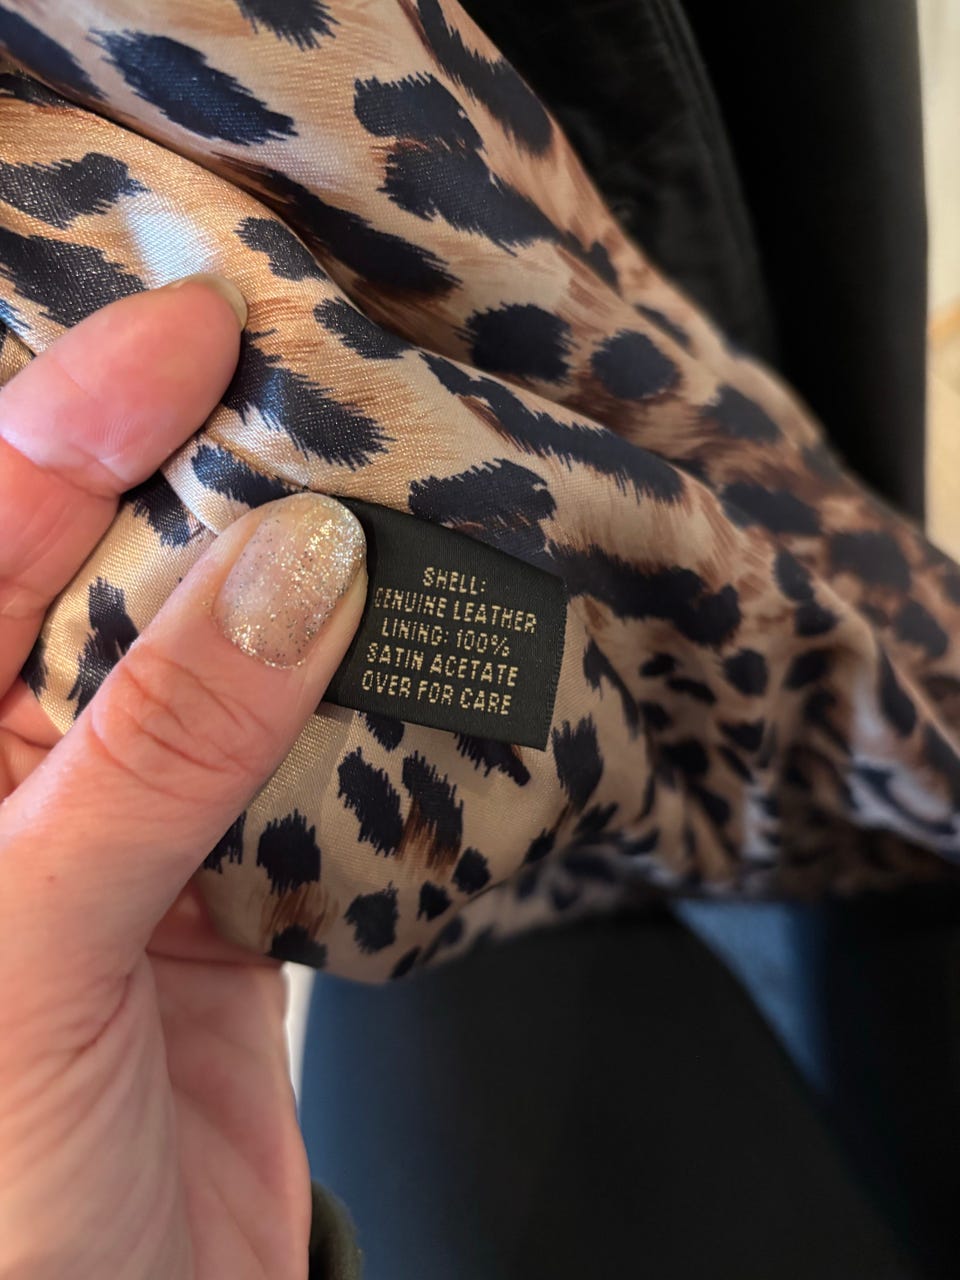 SHELL:
GENUINE LEATHER
LINING: 100%
SATIN ACETATE
OVER FOR CARE